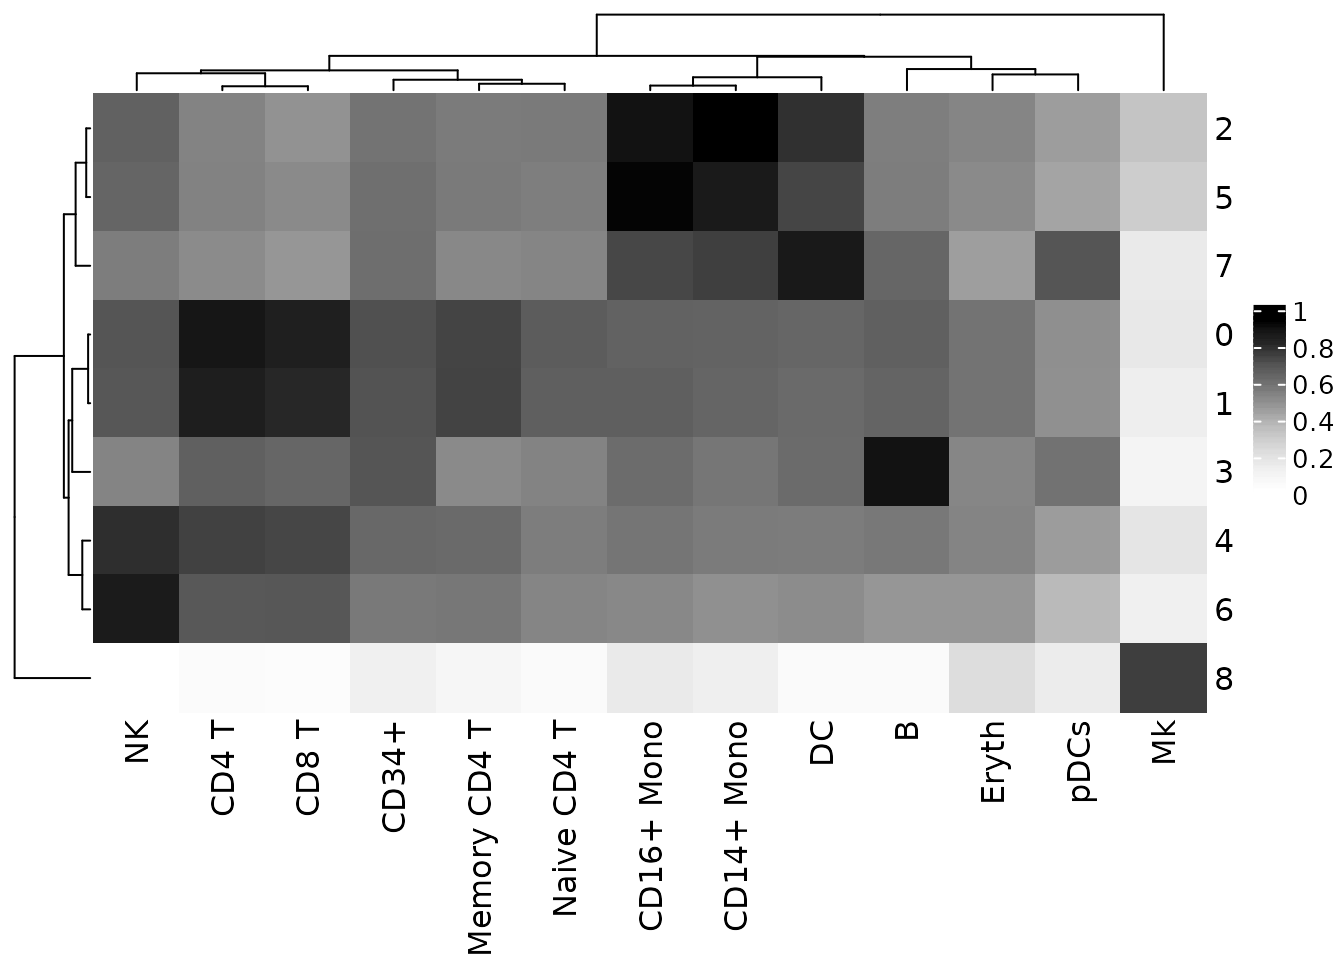 2
5
7
0
1
3
4
6
8
1
0.8
0.6
0.4
0.2
0
NK
CD4 T
CD8 T
CD34+
Memory CD4 T
Naive CD4 T
CD16+ Mono
CD14+ Mono
DC
B
Eryth
pDCs
Mk